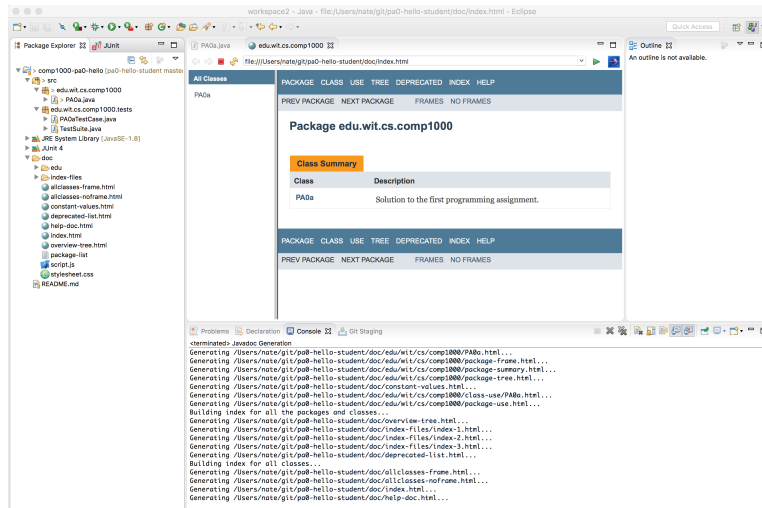 workspace2 - Java - file:/Users/nate/git/pa0-hello-student/doc/index.html - Eclipse
Quick Access
Package Explorer
JUnit
comp1000-pa0-hello [pa0-hello-student master
> src
> edu.wit.cs.comp1000
> PA0a.java
edu.wit.cs.comp1000.tests
PA0aTestCase.java
TestSuite.java
JRE System Library [JavaSE-1.8]
JUnit 4
doc
edu
index-files
allclasses-frame.html
allclasses-noframe.html
constant-values.html
deprecated-list.html
help-doc.html
index.html
overview-tree.html
package-list
script.js
stylesheet.css
README.md
PA0a.java
edu.wit.cs.comp1000
file:///Users/nate/git/pa0-hello-student/doc/index.html
All Classes
PA0a
PACKAGE CLASS USE TREE DEPRECATED INDEX HELP
PREV PACKAGE NEXT PACKAGE FRAMES NO FRAMES
Package edu.wit.cs.comp1000
Class Summary
Class Description
PA0a Solution to the first programming assignment.
PACKAGE CLASS USE TREE DEPRECATED INDEX HELP
PREV PACKAGE NEXT PACKAGE FRAMES NO FRAMES
Outline
An outline is not available.
Problems Declaration Console Git Staging
<terminated> Javadoc Generation
Generating /Users/nate/git/pa0-hello-student/doc/edu/wit/cs/comp1000/PA0a.html...
Generating /Users/nate/git/pa0-hello-student/doc/edu/wit/cs/comp1000/package-frame.html...
Generating /Users/nate/git/pa0-hello-student/doc/edu/wit/cs/comp1000/package-summary.html...
Generating /Users/nate/git/pa0-hello-student/doc/edu/wit/cs/comp1000/package-tree.html...
Generating /Users/nate/git/pa0-hello-student/doc/constant-values.html...
Generating /Users/nate/git/pa0-hello-student/doc/edu/wit/cs/comp1000/class-use/PA0a.html...
Generating /Users/nate/git/pa0-hello-student/doc/edu/wit/cs/comp1000/package-use.html...
Building index for all the packages and classes...
Generating /Users/nate/git/pa0-hello-student/doc/overview-tree.html...
Generating /Users/nate/git/pa0-hello-student/doc/index-files/index-1.html...
Generating /Users/nate/git/pa0-hello-student/doc/index-files/index-2.html...
Generating /Users/nate/git/pa0-hello-student/doc/index-files/index-3.html...
Generating /Users/nate/git/pa0-hello-student/doc/deprecated-list.html...
Building index for all classes...
Generating /Users/nate/git/pa0-hello-student/doc/allclasses-frame.html...
Generating /Users/nate/git/pa0-hello-student/doc/allclasses-noframe.html...
Generating /Users/nate/git/pa0-hello-student/doc/index.html...
Generating /Users/nate/git/pa0-hello-student/doc/help-doc.html...